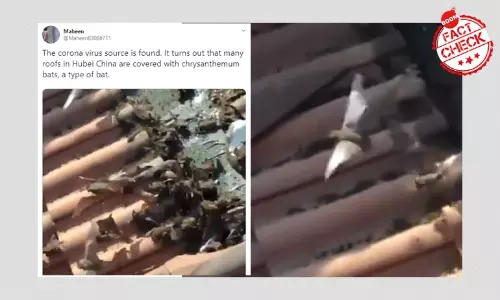 Maheen
@Maheen83868711
The corona virus source is found. It turns out that many
roofs in Hubei China are covered with chrysanthemum
bats, a type of bat.
BOOM
FACT
CHECK